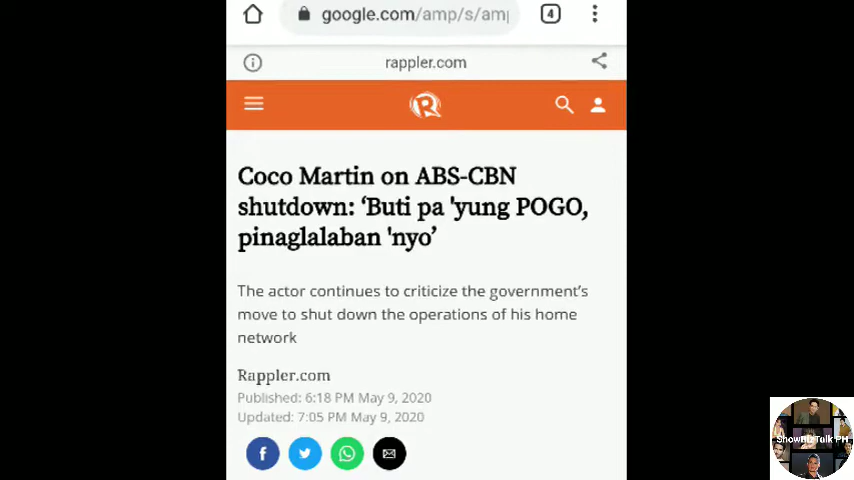 google.com/amp/s/amp
4
rappler.com
R
Coco Martin on ABS-CBN
shutdown: ‘Buti pa 'yung POGO,
pinaglalaban 'nyo’
The actor continues to criticize the government’s
move to shut down the operations of his home
network
Rappler.com
Published: 6:18 PM May 9, 2020
Updated: 7:05 PM May 9, 2020
ShowBizTalk PH